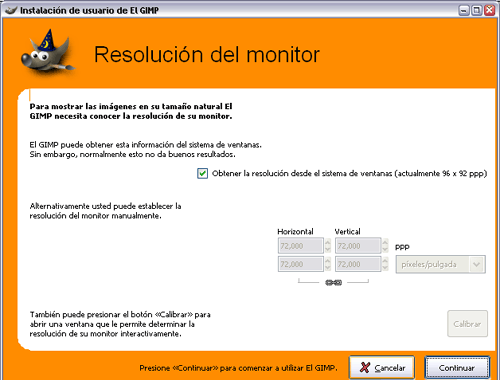 Instalación de usuario de El GIMP
Resolución del monitor
Para mostrar las imágenes en su tamaño natural El
GIMP necesita conocer la resolución de su monitor.
El GIMP puede obtener esta información del sistema de ventanas.
Sin embargo, normalmente esto no da buenos resultados.
Obtener la resolución desde el sistema de ventanas (actualmente 96 x 92 ppp)
Alternativamente usted puede establecer la
resolución del monitor manualmente.
Horizontal Vertical
72,000 72,000 ppp
72,000 72,000 píxeles/pulgada
También puede presionar el botón «Calibrar» para
abrir una ventana que le permite determinar la
resolución de su monitor interactivamente.
Calibrar
Presione «Continuar» para comenzar a utilizar El GIMP.
Cancelar
Continuar